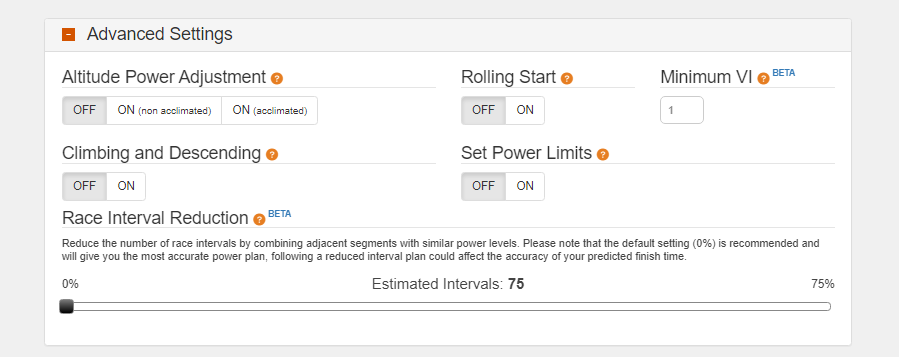 Advanced Settings
Altitude Power Adjustment ?
Rolling Start ?
Minimum VI ? BETA
OFF ON (non acclimated) ON (acclimated)
OFF ON
1
Climbing and Descending ?
Set Power Limits ?
OFF ON
OFF ON
Race Interval Reduction ? BETA
Reduce the number of race intervals by combining adjacent segments with similar power levels. Please note that the default setting (0%) is recommended and
will give you the most accurate power plan, following a reduced interval plan could affect the accuracy of your predicted finish time.
0% Estimated Intervals: 75 75%